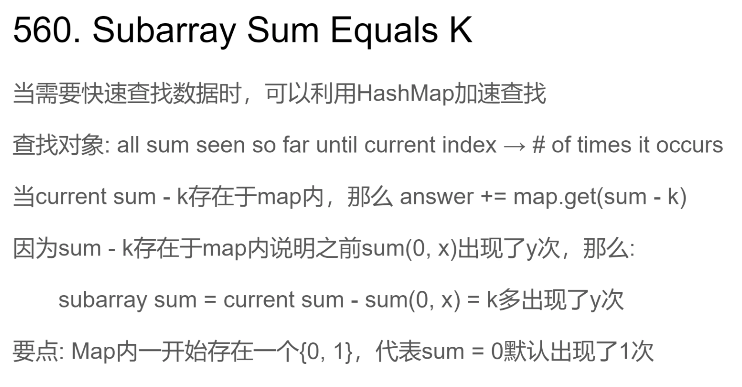 560. Subarray Sum Equals K
当需要快速查找数据时，可以利用HashMap加速查找
查找对象: all sum seen so far until current index → # of times it occurs
当current sum - k存在于map内，那么 answer += map.get(sum - k)
因为sum - k存在于map内说明之前sum(0, x)出现了y次，那么:
subarray sum = current sum - sum(0, x) = k多出现了y次
要点: Map内一开始存在一个{0, 1}，代表sum = 0默认出现了1次